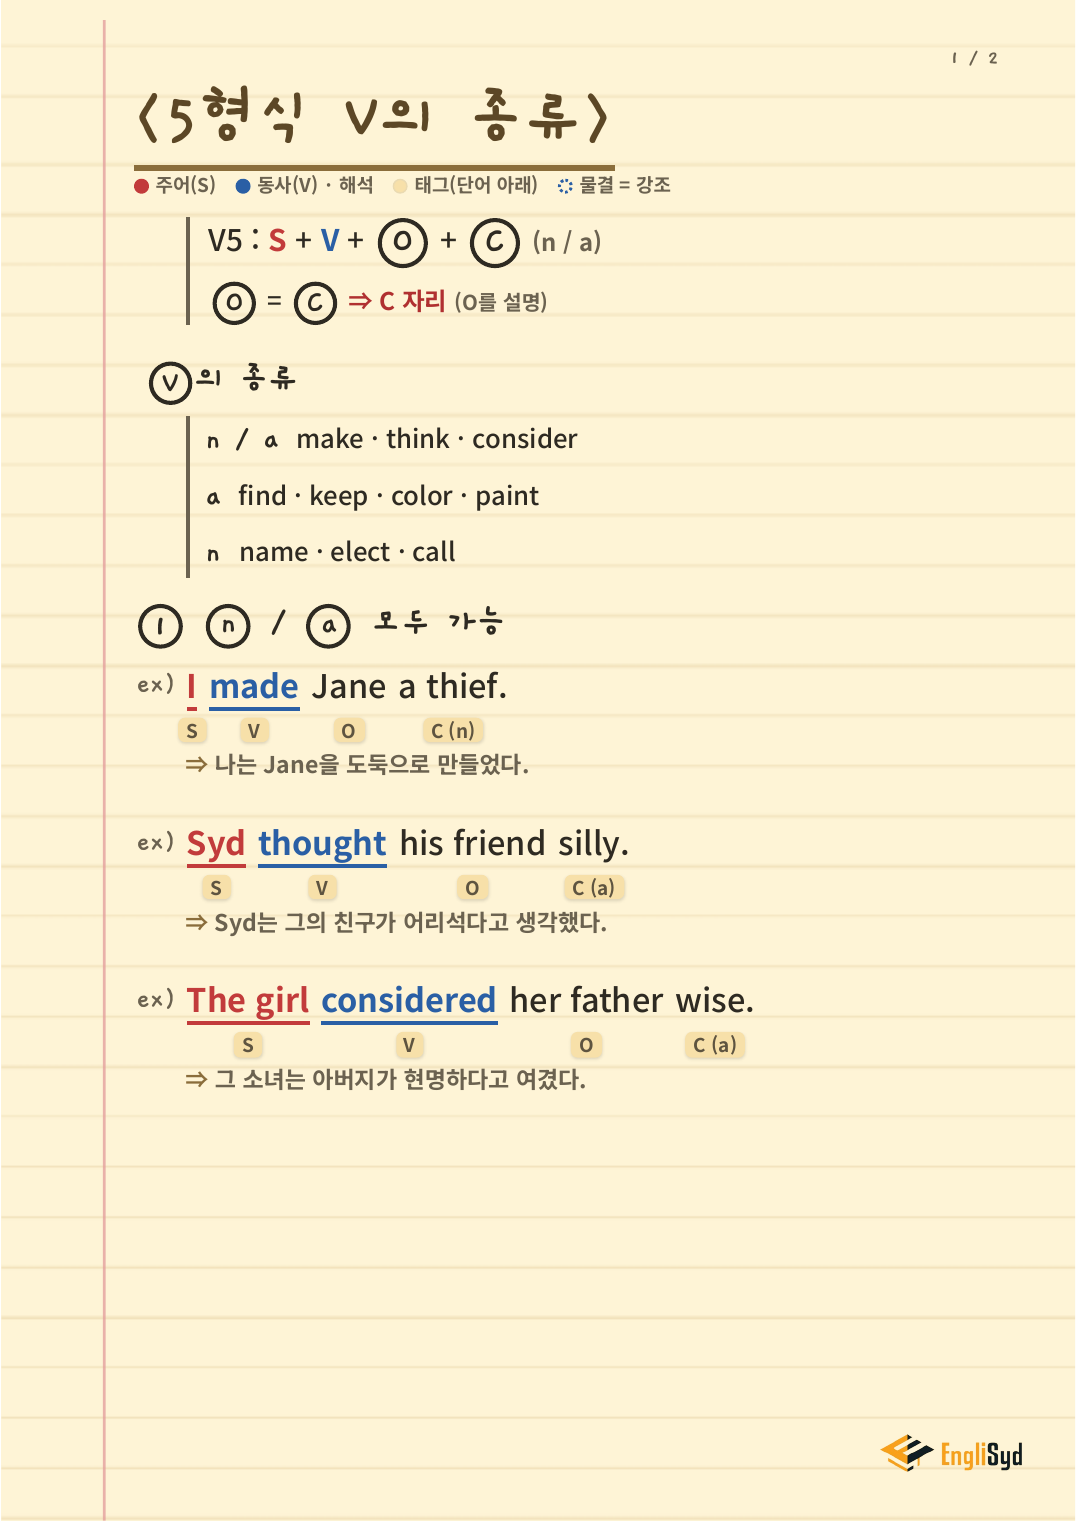 1 / 2
<5형식 V의 종류>
주어(S) 동사(V) · 해석 태그(단어 아래) 물결 = 강조
V5 : S + V + O + C (n / a)
O = C ⇒ C 자리 (O를 설명)
V의 종류
n / a make · think · consider
a find · keep · color · paint
n name · elect · call
1 n / a 모두 가능
ex) I made Jane a thief.
S V O C (n)
⇒ 나는 Jane을 도둑으로 만들었다.
ex) Syd thought his friend silly.
S V O C (a)
⇒ Syd는 그의 친구가 어리석다고 생각했다.
ex) The girl considered her father wise.
S V O C (a)
⇒ 그 소녀는 아버지가 현명하다고 여겼다.
EngliSyd